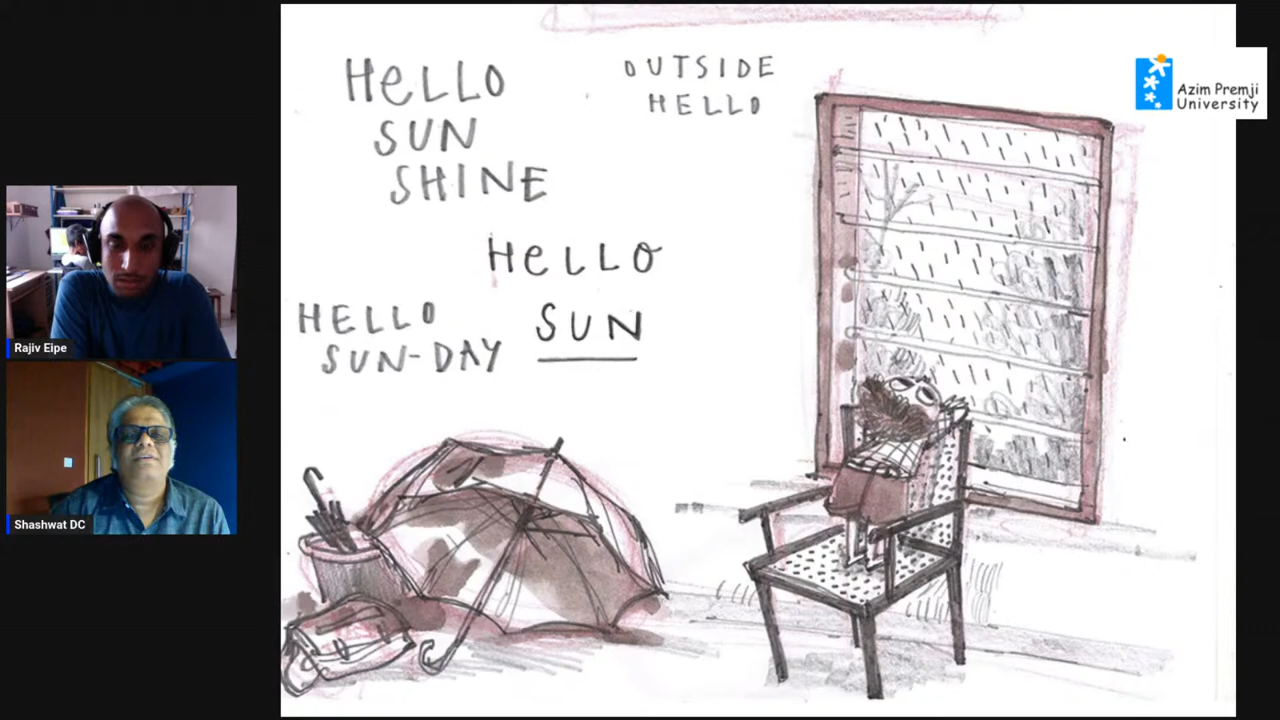 HeLLO
SUN
SHINE
OUTSIDE
HELLO
HeLLO
SUN
HELLO
SUN-DAY
Azim Premji
University
Rajiv Eipe
Shashwat DC